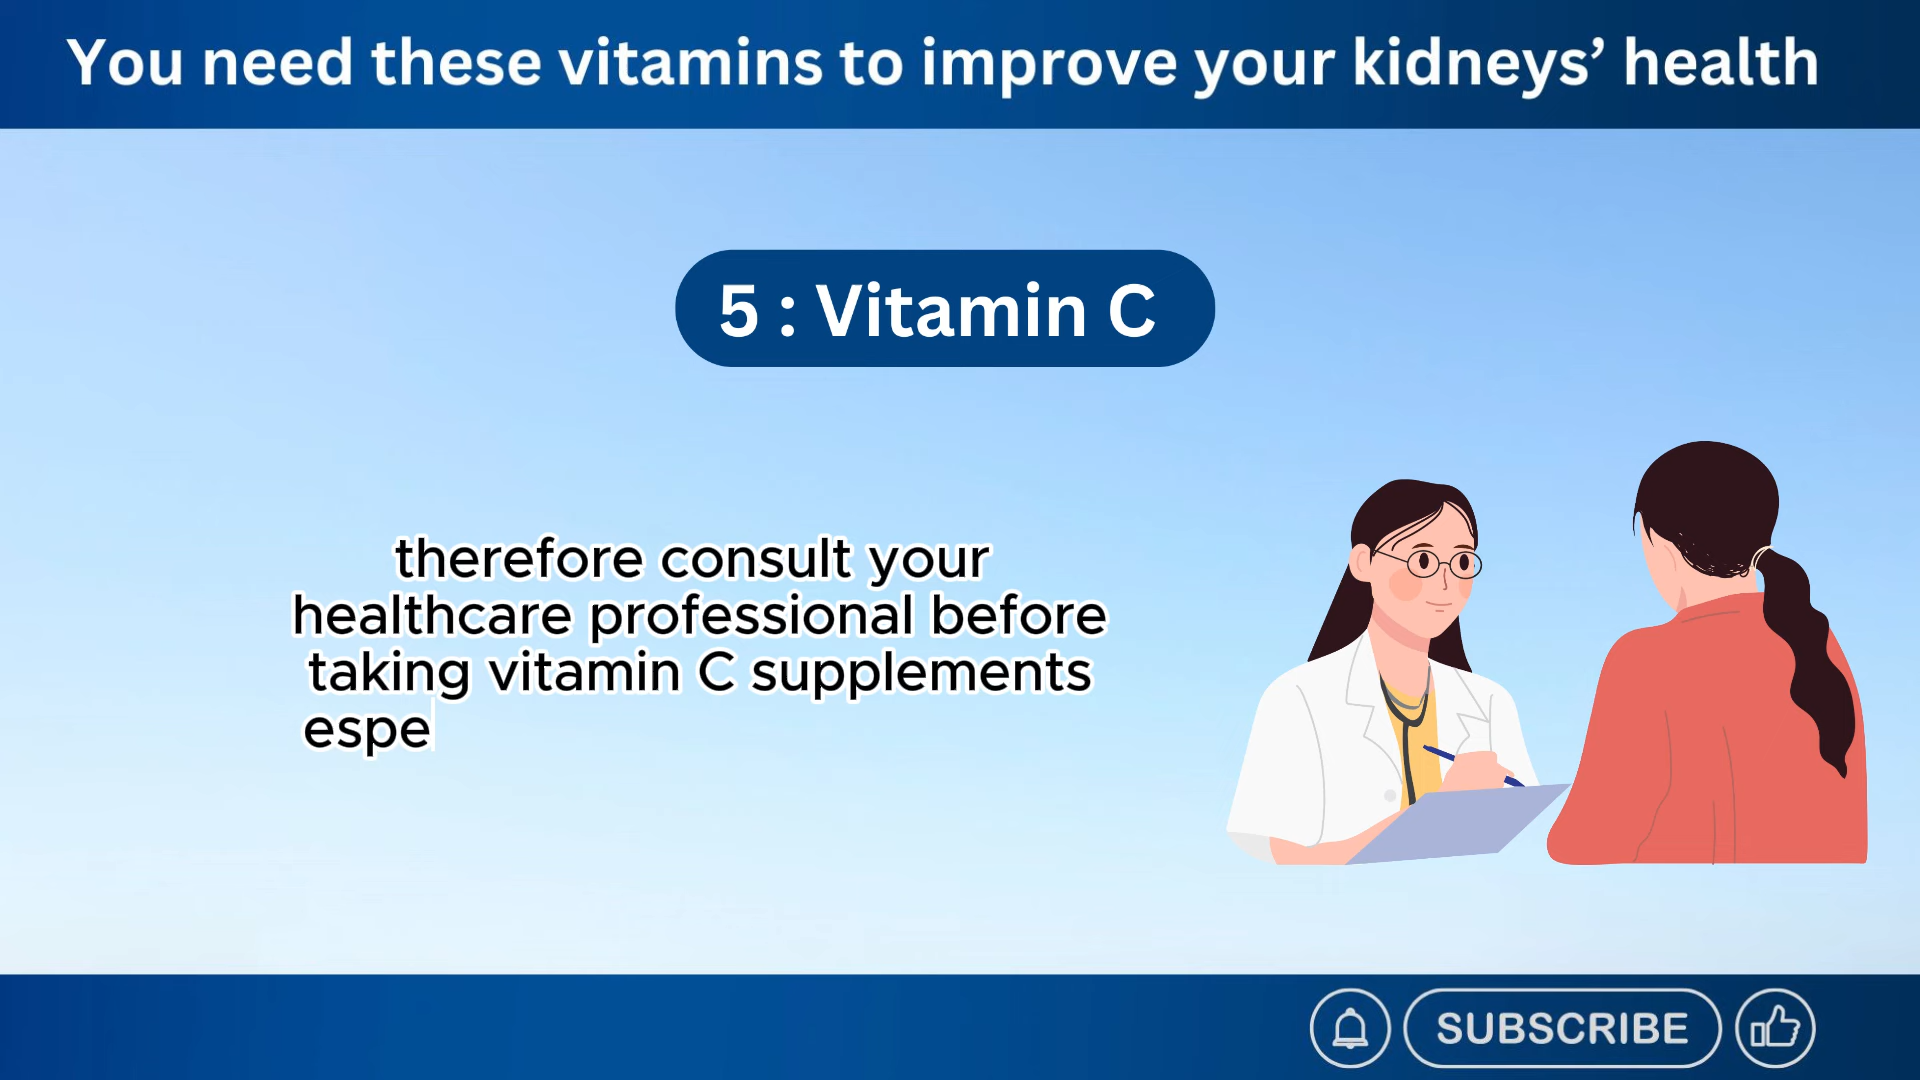 You need these vitamins to improve your kidneys’ health
5 : Vitamin C
therefore consult your
healthcare professional before
taking vitamin C supplements
espe
SUBSCRIBE